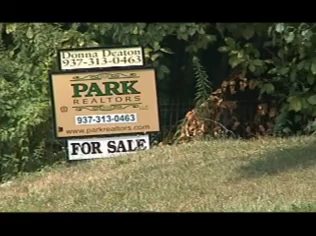 Donna Deaton
937-313-0463
PARK
REALTORS
937-313-0463
www.parkrealtors.com
FOR SALE